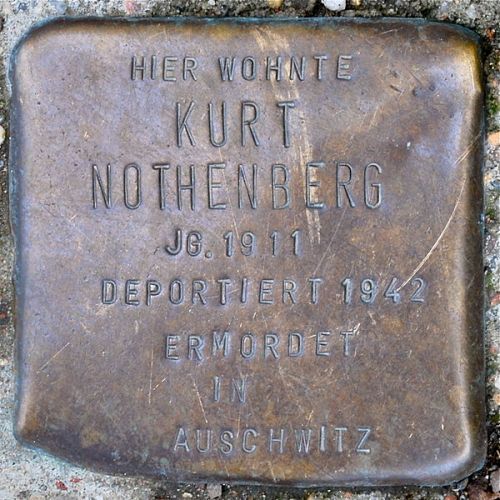 HIER WOHNTE
KURT
NOTHENBERG
JG. 1911
DEPORTIERT 1942
ERMORDET
IN
AUSCHWITZ